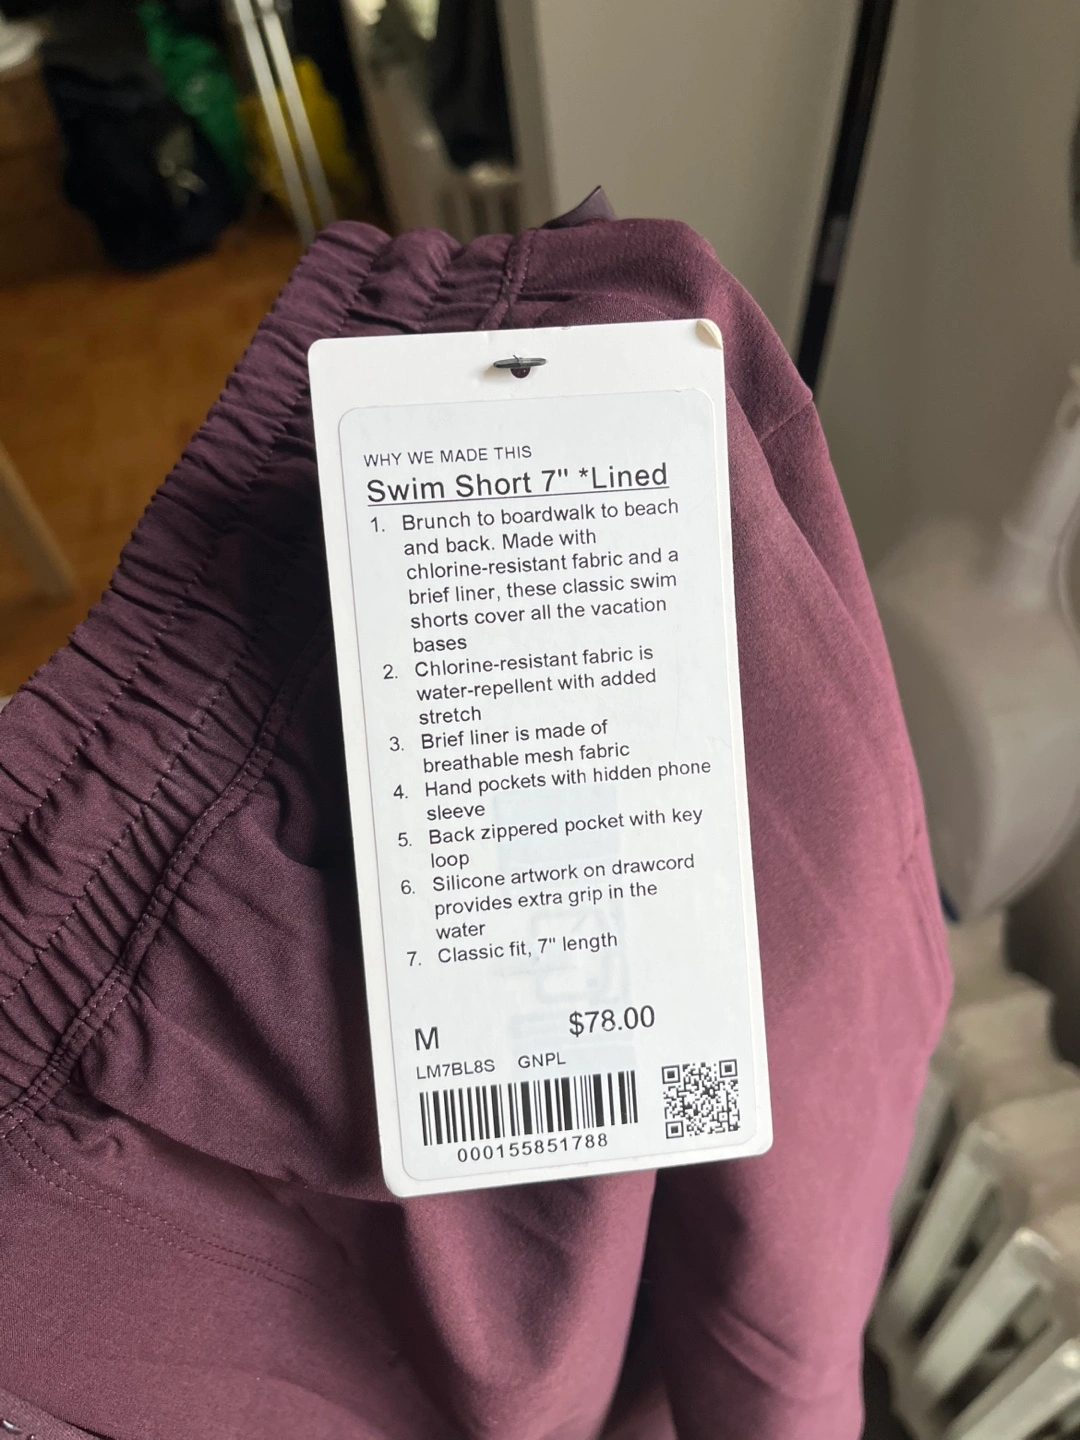 WHY WE MADE THIS
Swim Short 7" *Lined
1. Brunch to boardwalk to beach
and back. Made with
chlorine-resistant fabric and a
brief liner, these classic swim
shorts cover all the vacation
bases
2. Chlorine-resistant fabric is
water-repellent with added
stretch
3. Brief liner is made of
breathable mesh fabric
4. Hand pockets with hidden phone
sleeve
5. Back zippered pocket with key
loop
6. Silicone artwork on drawcord
provides extra grip in the
water
7. Classic fit, 7" length
M $78.00
LM7BL8S GNPL
000155851788